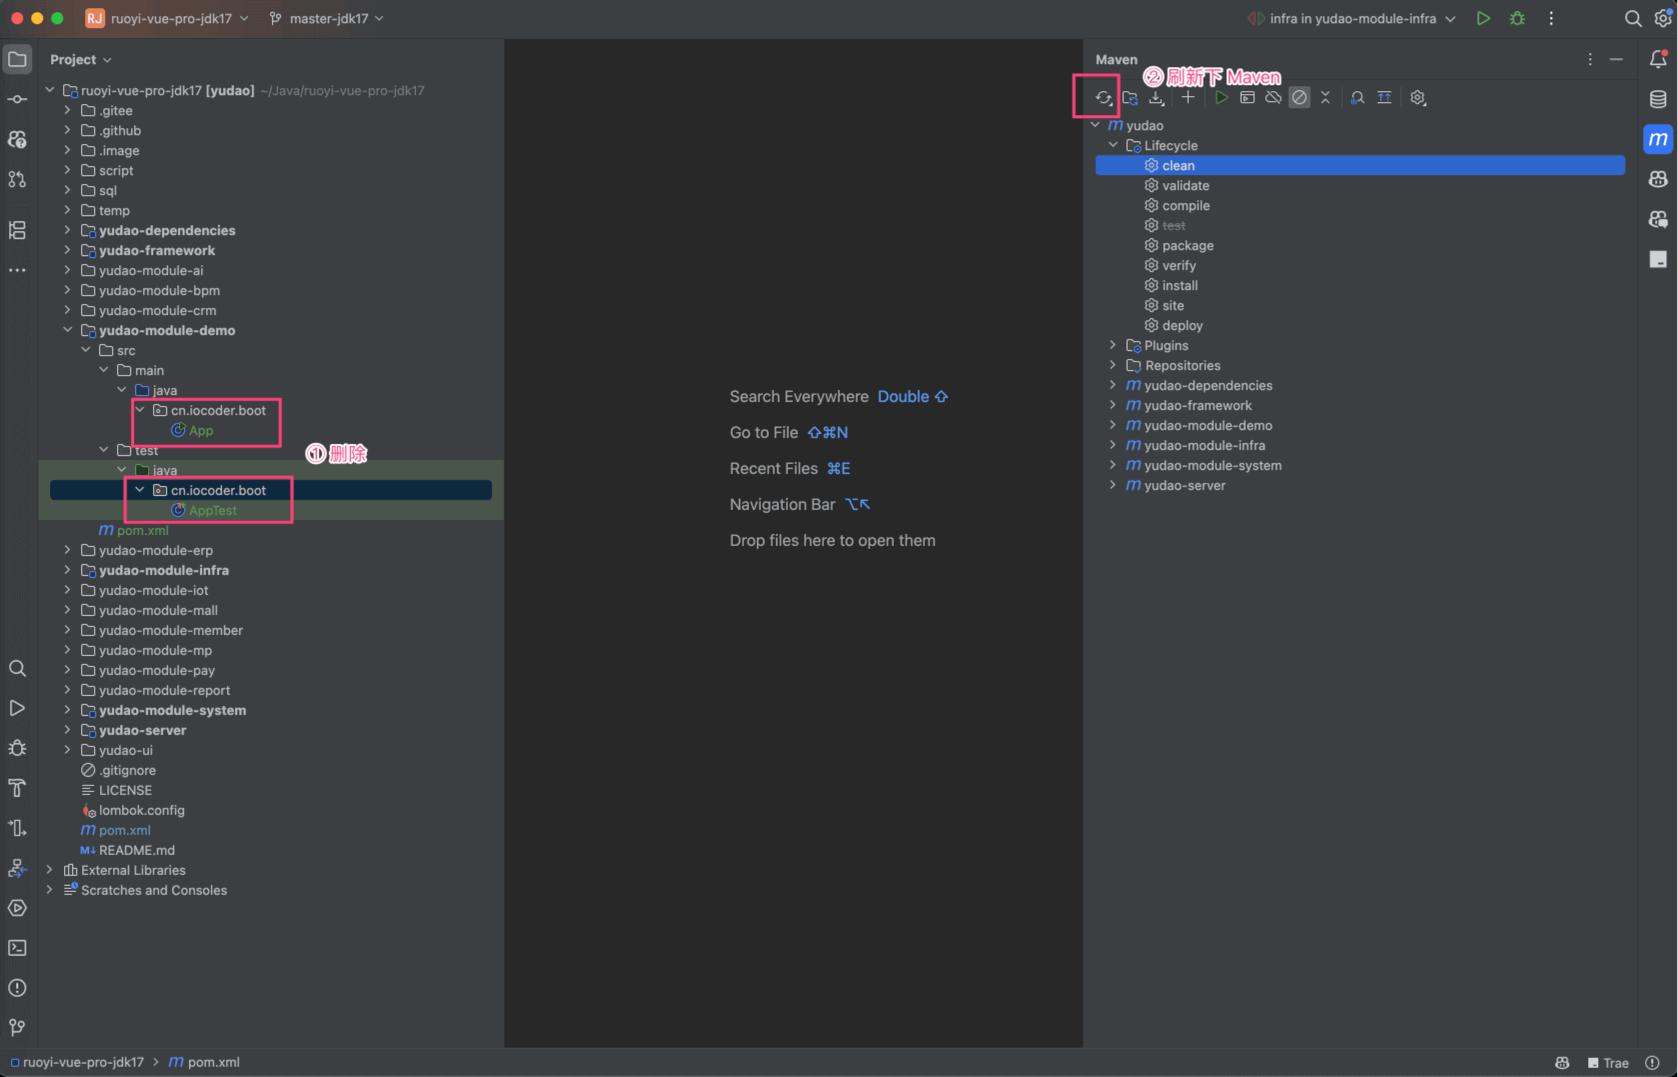 RJ ruoyi-vue-pro-jdk17 master-jdk17 infra in yudao-module-infra
Project
ruoyi-vue-pro-jdk17 [yudao] ~/Java/ruoyi-vue-pro-jdk17
.gitee
.github
.image
script
sql
temp
yudao-dependencies
yudao-framework
yudao-module-ai
yudao-module-bpm
yudao-module-crm
yudao-module-demo
src
main
java
cn.iocoder.boot
App
test
① 删除
java
cn.iocoder.boot
AppTest
m pom.xml
yudao-module-erp
yudao-module-infra
yudao-module-iot
yudao-module-mall
yudao-module-member
yudao-module-mp
yudao-module-pay
yudao-module-report
yudao-module-system
yudao-server
yudao-ui
.gitignore
LICENSE
lombok.config
m pom.xml
M↓ README.md
External Libraries
Scratches and Consoles
Search Everywhere Double ⇧
Go to File ⇧⌘N
Recent Files ⌘E
Navigation Bar ⌥↖
Drop files here to open them
Maven
② 刷新下 Maven
m yudao
Lifecycle
clean
validate
compile
test
package
verify
install
site
deploy
Plugins
Repositories
m yudao-dependencies
m yudao-framework
m yudao-module-demo
m yudao-module-infra
m yudao-module-system
m yudao-server
m
ruoyi-vue-pro-jdk17 > m pom.xml
Trae